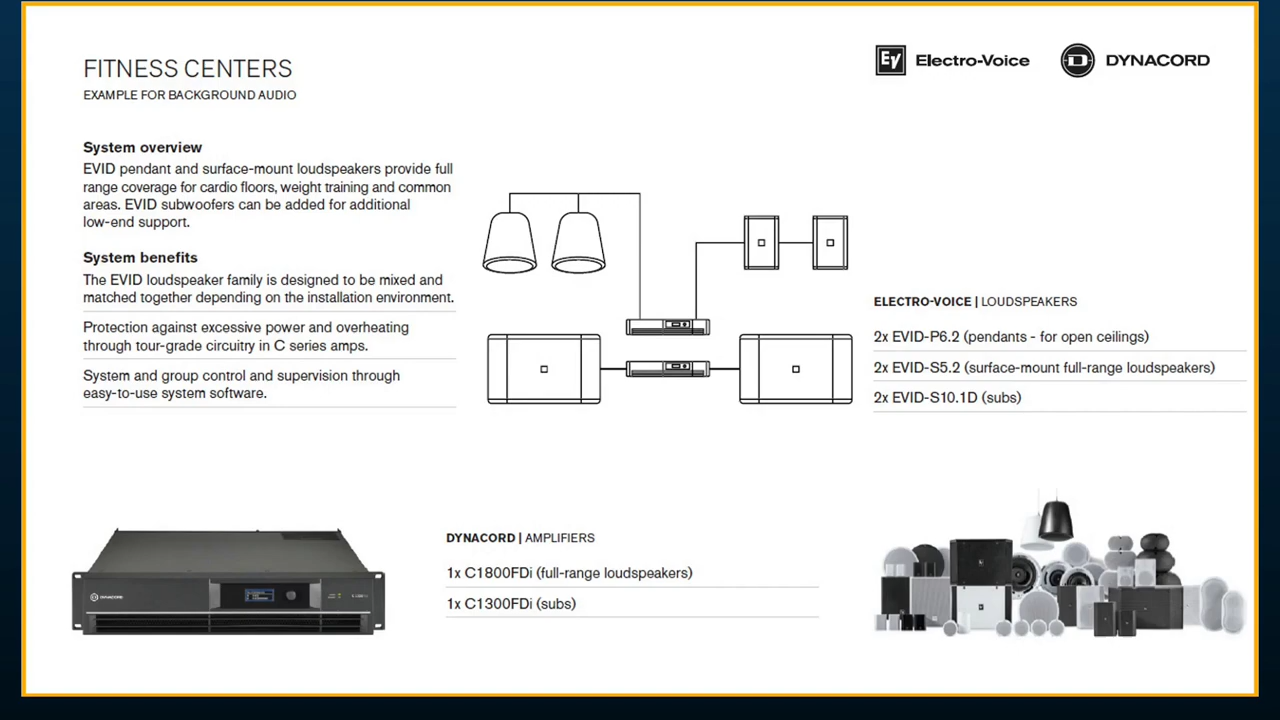 FITNESS CENTERS
EXAMPLE FOR BACKGROUND AUDIO
EV Electro-Voice
D DYNACORD
System overview
EVID pendant and surface-mount loudspeakers provide full
range coverage for cardio floors, weight training and common
areas. EVID subwoofers can be added for additional
low-end support.
System benefits
The EVID loudspeaker family is designed to be mixed and
matched together depending on the installation environment.
Protection against excessive power and overheating
through tour-grade circuitry in C series amps.
System and group control and supervision through
easy-to-use system software.
ELECTRO-VOICE | LOUDSPEAKERS
2x EVID-P6.2 (pendants - for open ceilings)
2x EVID-S5.2 (surface-mount full-range loudspeakers)
2x EVID-S10.1D (subs)
DYNACORD | AMPLIFIERS
1x C1800FDi (full-range loudspeakers)
1x C1300FDi (subs)
DYNACORD